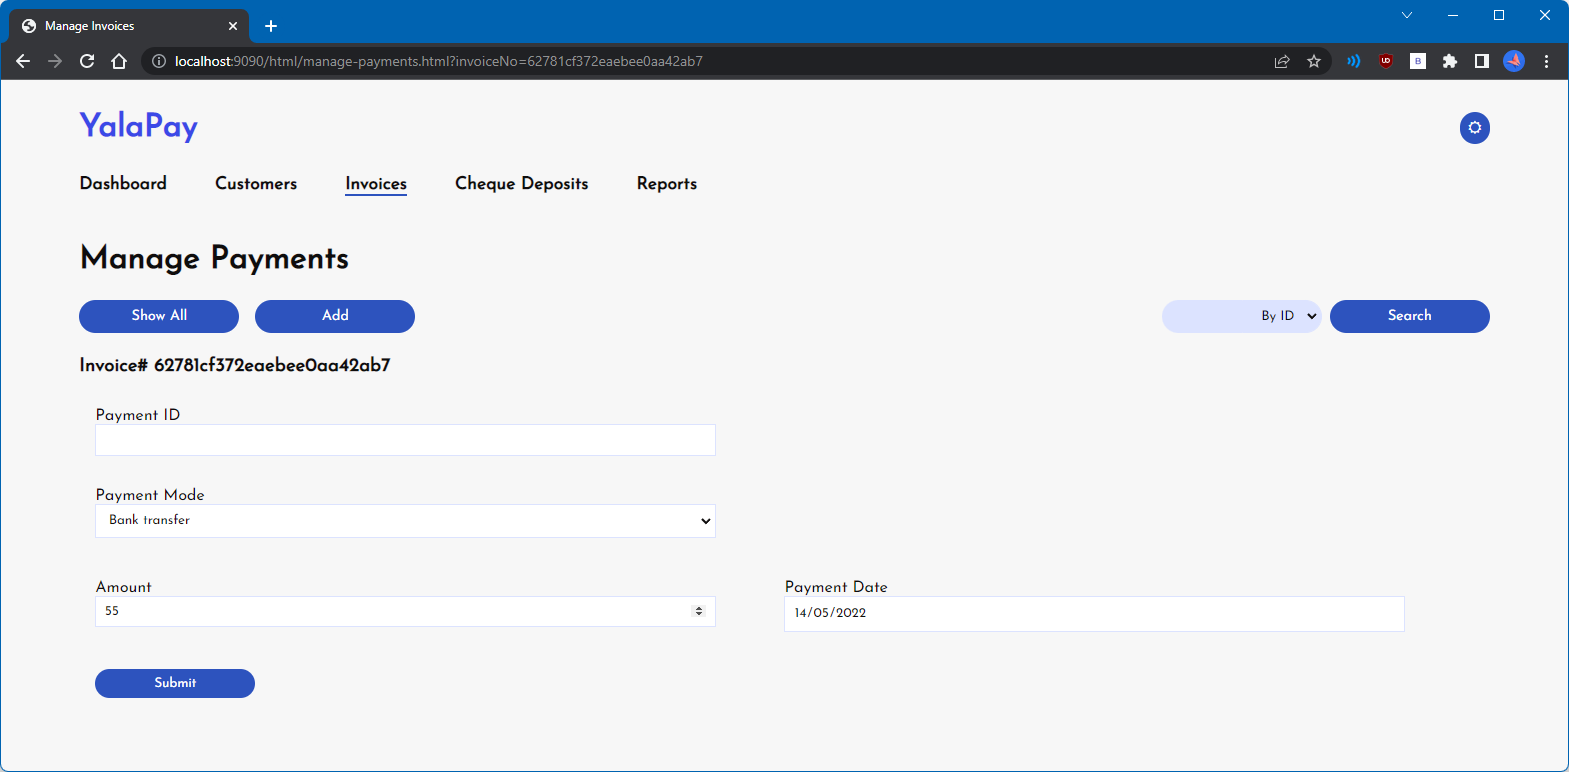 Manage Invoices
localhost:9090/html/manage-payments.html?invoiceNo=62781cf372eaebee0aa42ab7
YalaPay
Dashboard Customers Invoices Cheque Deposits Reports
Manage Payments
Show All Add By ID Search
Invoice# 62781cf372eaebee0aa42ab7
Payment ID
Payment Mode
Bank transfer
Amount Payment Date
55 14/05/2022
Submit